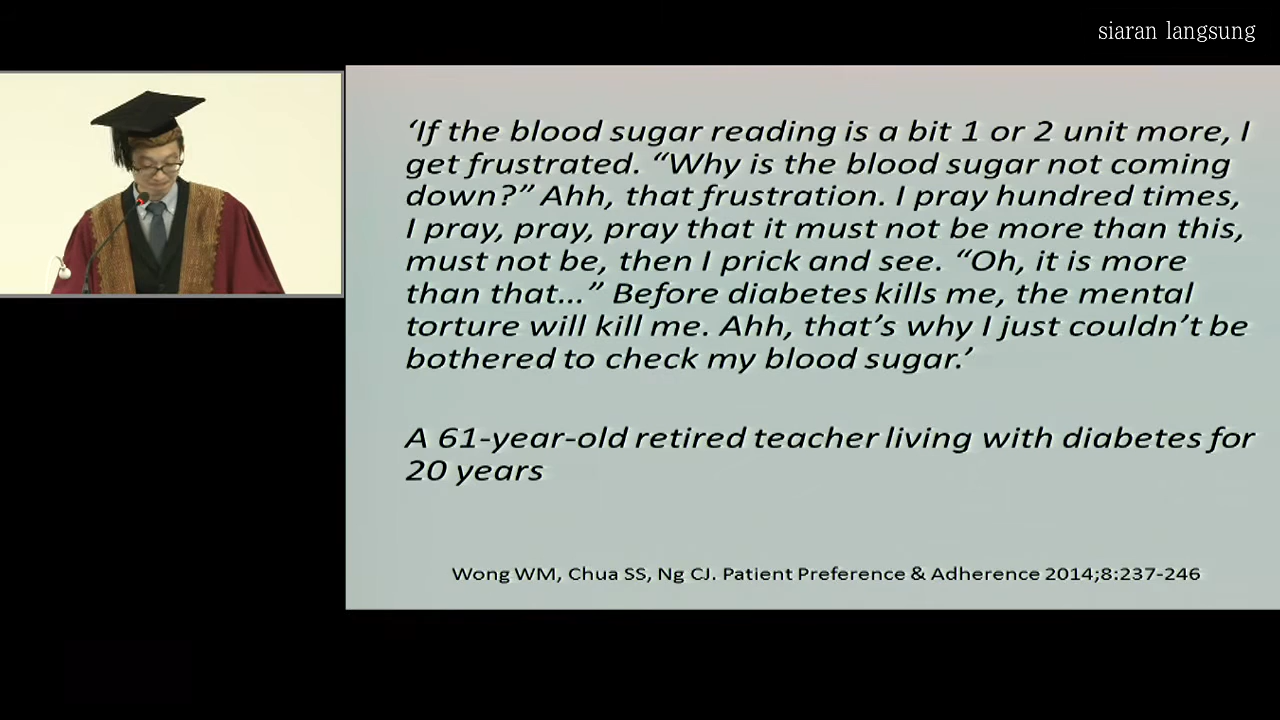 siaran langsung
‘If the blood sugar reading is a bit 1 or 2 unit more, I
get frustrated. “Why is the blood sugar not coming
down?” Ahh, that frustration. I pray hundred times,
I pray, pray, pray that it must not be more than this,
must not be, then I prick and see. “Oh, it is more
than that...” Before diabetes kills me, the mental
torture will kill me. Ahh, that’s why I just couldn’t be
bothered to check my blood sugar.’
A 61-year-old retired teacher living with diabetes for
20 years
Wong WM, Chua SS, Ng CJ. Patient Preference & Adherence 2014;8:237-246